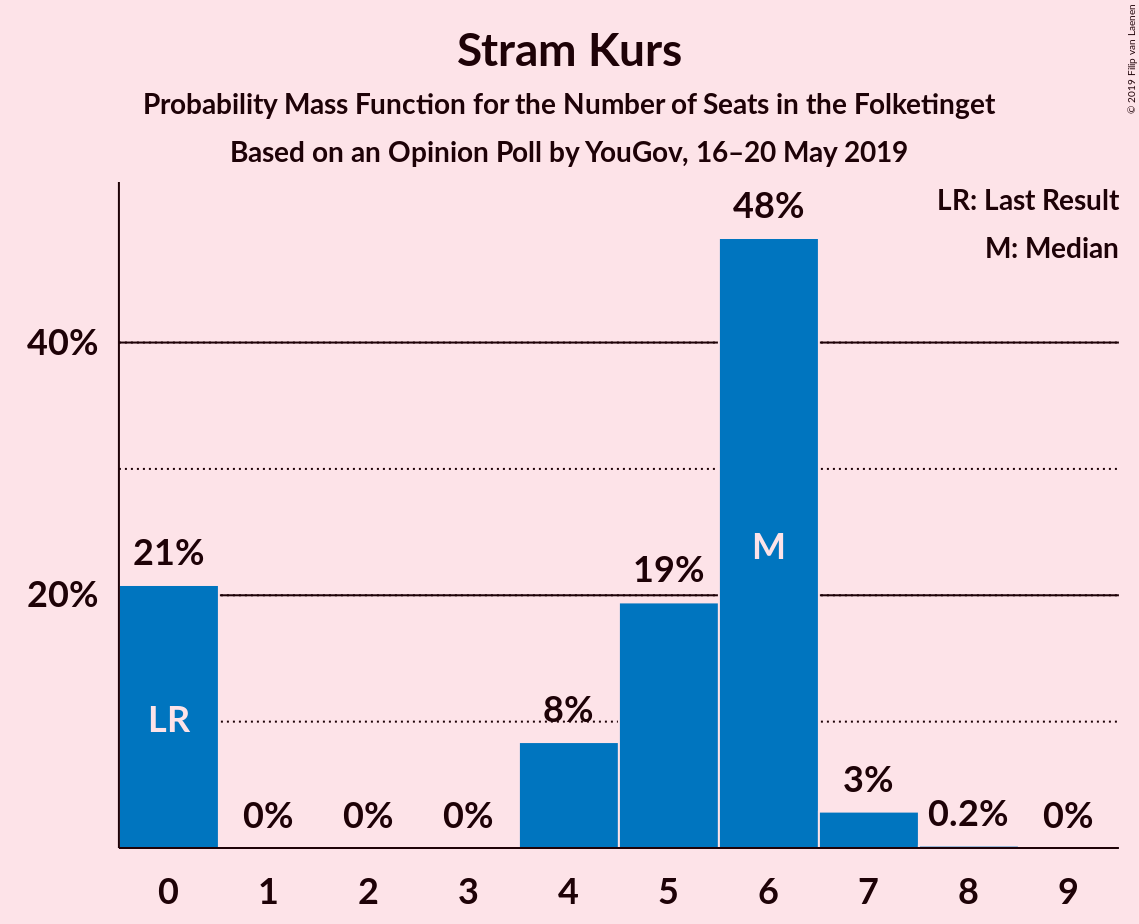 Stram Kurs
Probability Mass Function for the Number of Seats in the Folketinget
Based on an Opinion Poll by YouGov, 16–20 May 2019
© 2019 Filip van Laenen
LR: Last Result
M: Median
48%
40%
21%
19%
M
20%
8%
LR
3%
0%
0%
0%
0.2%
0%
0
1
2
3
4
5
6
7
8
9